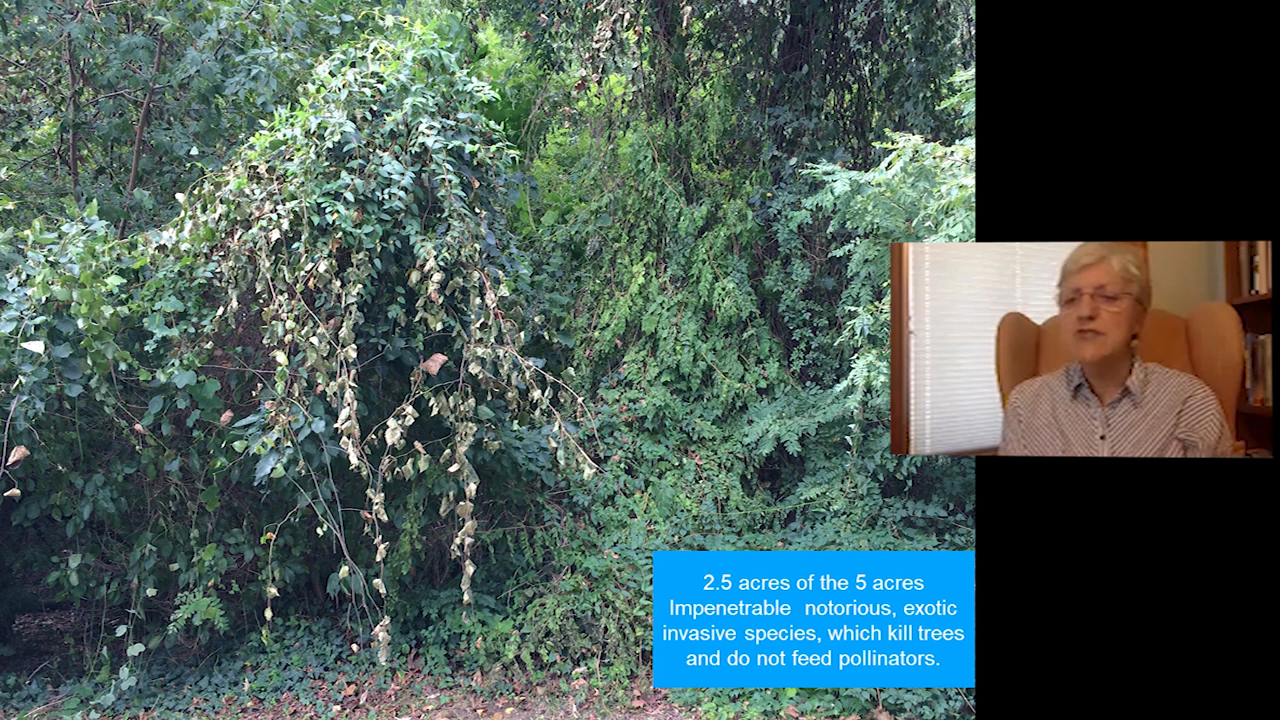 2.5 acres of the 5 acres
Impenetrable notorious, exotic
invasive species, which kill trees
and do not feed pollinators.